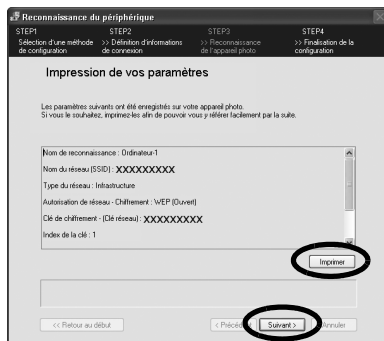 Reconnaissance du périphérique
STEP1 STEP2 STEP3 STEP4
Sélection d'une méthode >> Définition d'informations >> Reconnaissance >> Finalisation de la
de configuration de connexion de l'appareil photo configuration
Impression de vos paramètres
Les paramètres suivants ont été enregistrés sur votre appareil photo.
Si vous le souhaitez, imprimez-les afin de pouvoir vous y référer facilement par la suite.
Nom de reconnaissance : Ordinateur-1
Nom du réseau (SSID) : XXXXXXXXX
Type du réseau : Infrastructure
Autorisation de réseau - Chiffrement : WEP (Ouvert)
Clé de chiffrement - (Clé réseau) : XXXXXXXXX
Index de la clé : 1
Imprimer
<< Retour au début < Précéd Suivant > Annuler